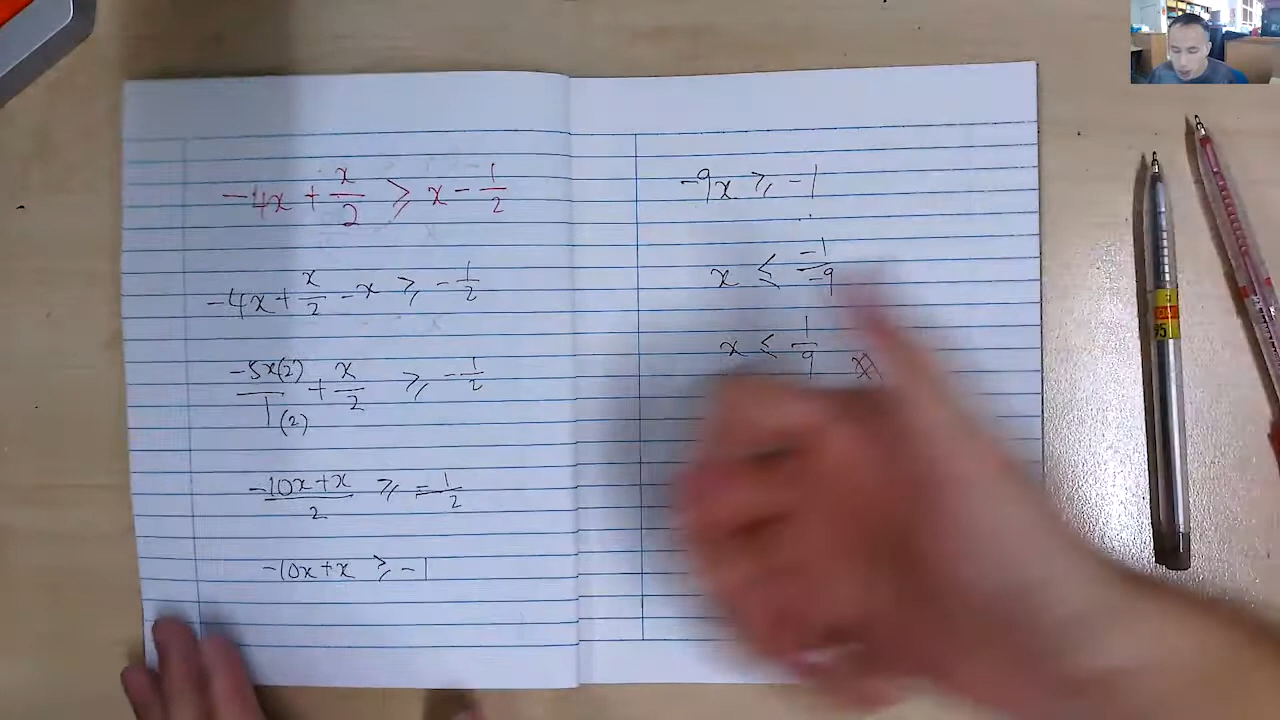 -4x + x/2 ≥ x - 1/2
-4x + x/2 - x ≥ -1/2
-5x(2)/1(2) + x/2 ≥ -1/2
-10x+x/2 ≥ -1/2
-10x+x ≥ -1
-9x ≥ -1
x ≤ -1/-9
x ≤ 1/9
95